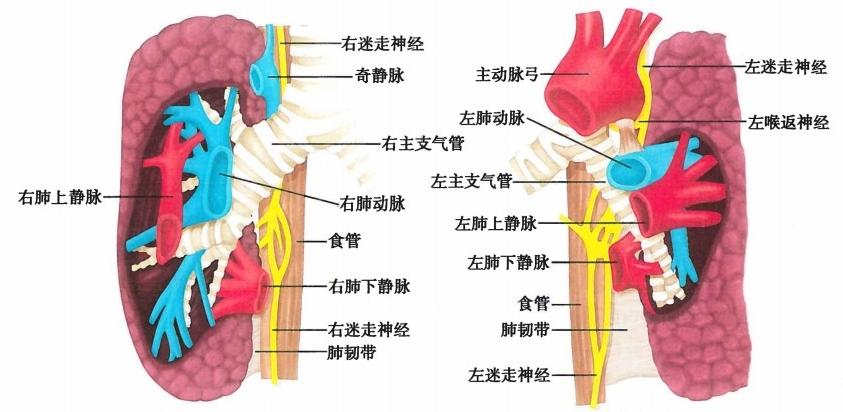 右迷走神经
奇静脉
右主支气管
右肺上静脉
右肺动脉
食管
右肺下静脉
右迷走神经
肺韧带
主动脉弓
左迷走神经
左肺动脉
左喉返神经
左主支气管
左肺上静脉
左肺下静脉
食管
肺韧带
左迷走神经